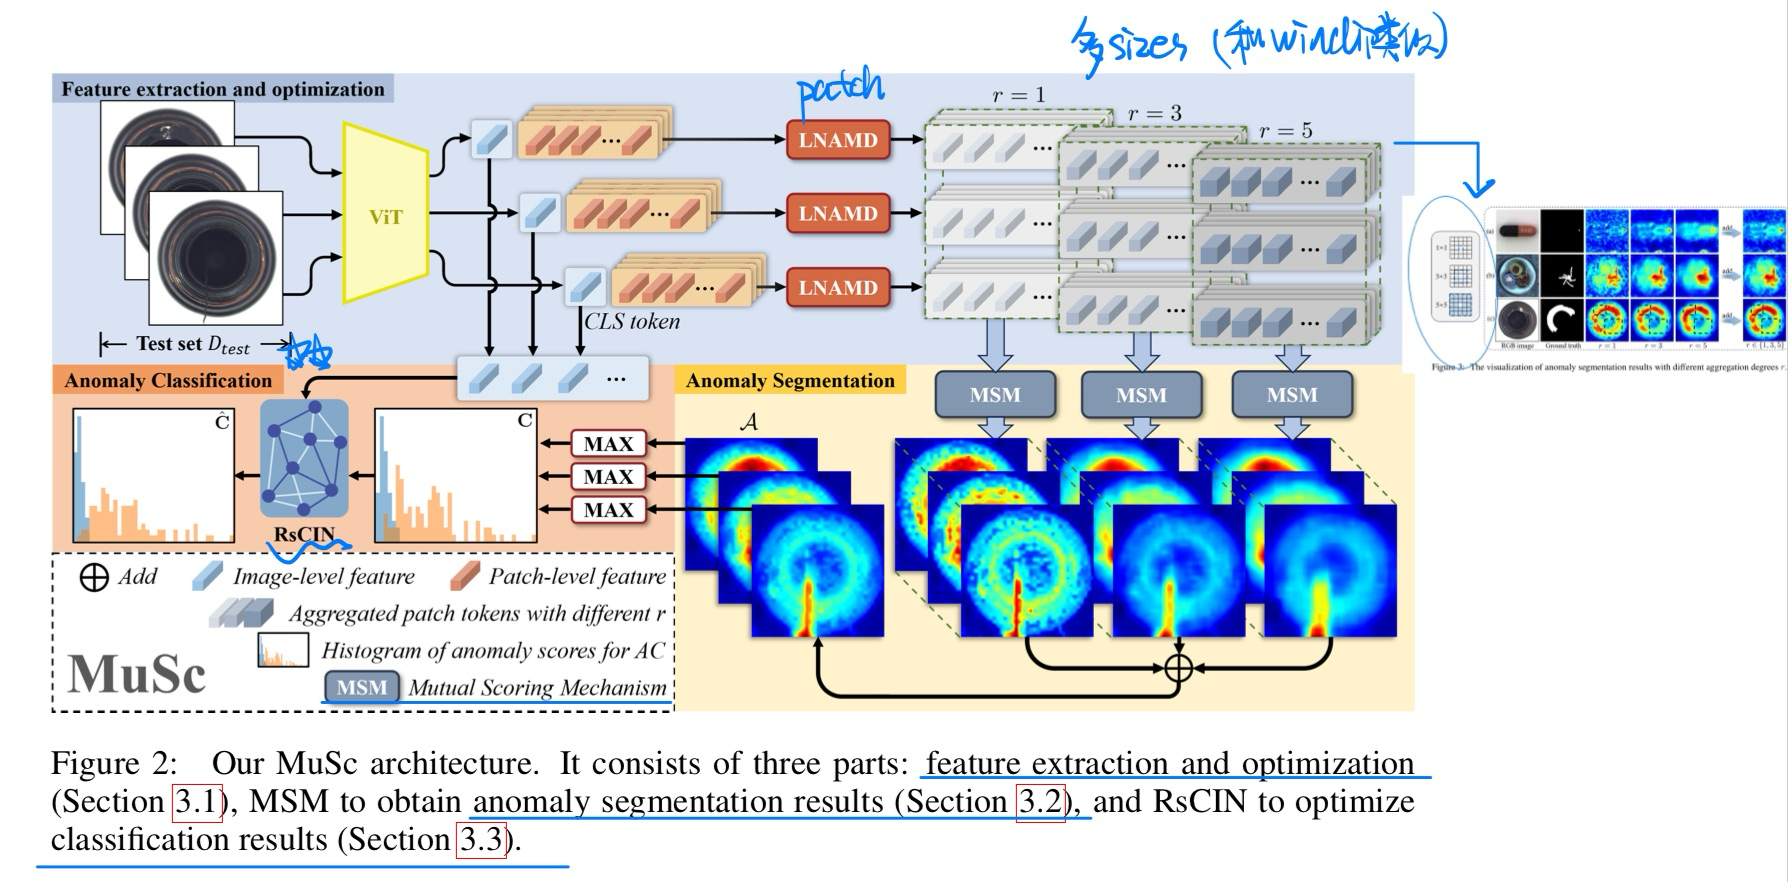 多sizes (和winclip类似)
Feature extraction and optimization
patch
r = 1
r = 3
r = 5
LNAMD
ViT
LNAMD
LNAMD
CLS token
Test set D_test
Anomaly Classification
Anomaly Segmentation
MSM
MSM
MSM
Ĉ
C
𝒜
MAX
MAX
MAX
RsCIN
Add
Image-level feature
Patch-level feature
Aggregated patch tokens with different r
Histogram of anomaly scores for AC
MuSc
MSM
Mutual Scoring Mechanism
1×1
3×3
5×5
(a)
(b)
(c)
add
add
add
RGB image
Ground truth
r = 1
r = 3
r = 5
r ∈ {1, 3, 5}
Figure 3: The visualization of anomaly segmentation results with different aggregation degrees r.
Figure 2: Our MuSc architecture. It consists of three parts: feature extraction and optimization
(Section 3.1), MSM to obtain anomaly segmentation results (Section 3.2), and RsCIN to optimize
classification results (Section 3.3).